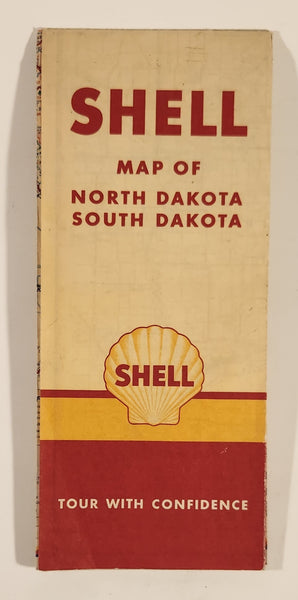 SHELL
MAP OF
NORTH DAKOTA
SOUTH DAKOTA
SHELL
TOUR WITH CONFIDENCE